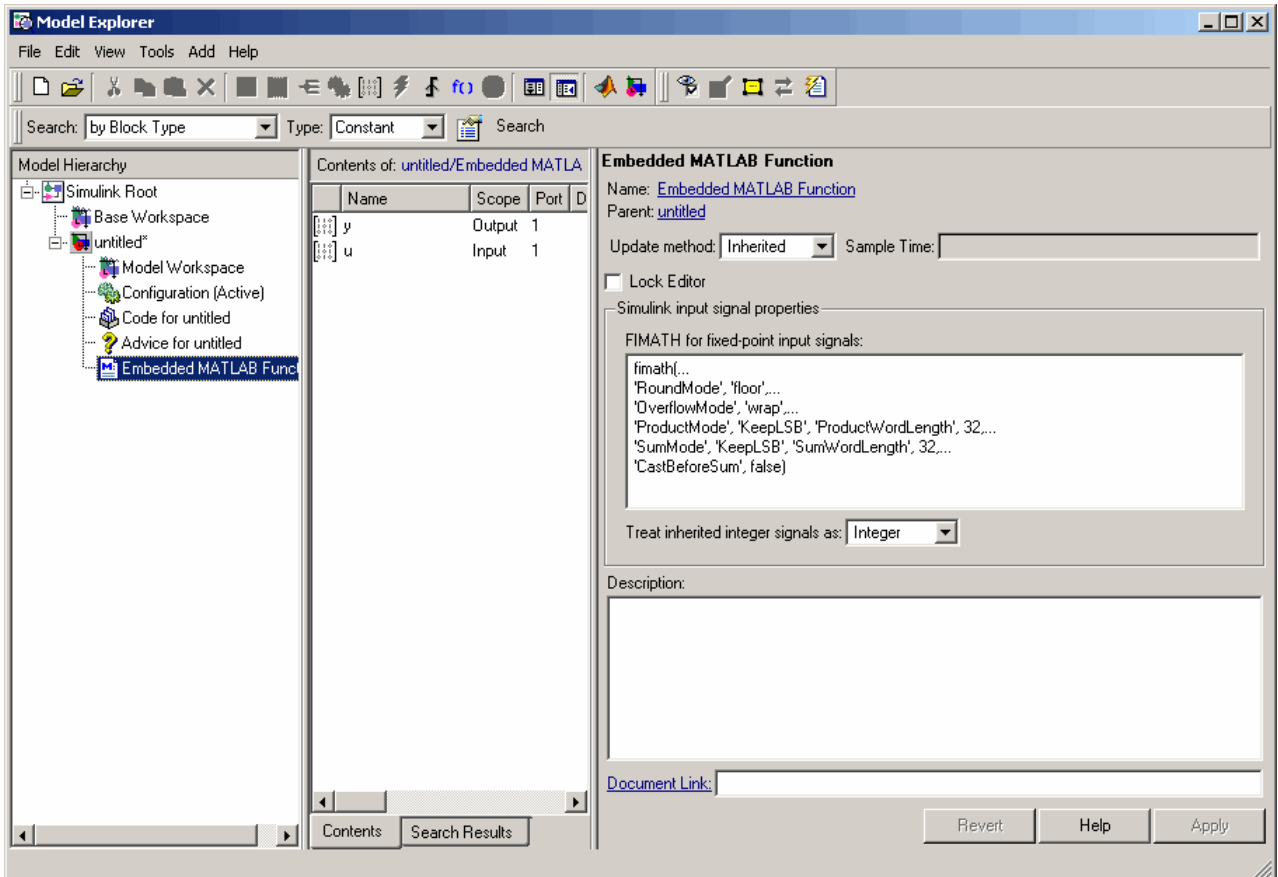 Model Explorer
File Edit View Tools Add Help
f()
Search: by Block Type Type: Constant Search
Model Hierarchy
Simulink Root
Base Workspace
untitled*
Model Workspace
Configuration (Active)
Code for untitled
Advice for untitled
Embedded MATLAB Func
Contents of: untitled/Embedded MATLA
Name Scope Port D
y Output 1
u Input 1
Contents Search Results
Embedded MATLAB Function
Name: Embedded MATLAB Function
Parent: untitled
Update method: Inherited Sample Time:
Lock Editor
Simulink input signal properties
FIMATH for fixed-point input signals:
fimath(...
'RoundMode', 'floor',...
'OverflowMode', 'wrap',...
'ProductMode', 'KeepLSB', 'ProductWordLength', 32,...
'SumMode', 'KeepLSB', 'SumWordLength', 32,...
'CastBeforeSum', false)
Treat inherited integer signals as: Integer
Description:
Document Link:
Revert Help Apply